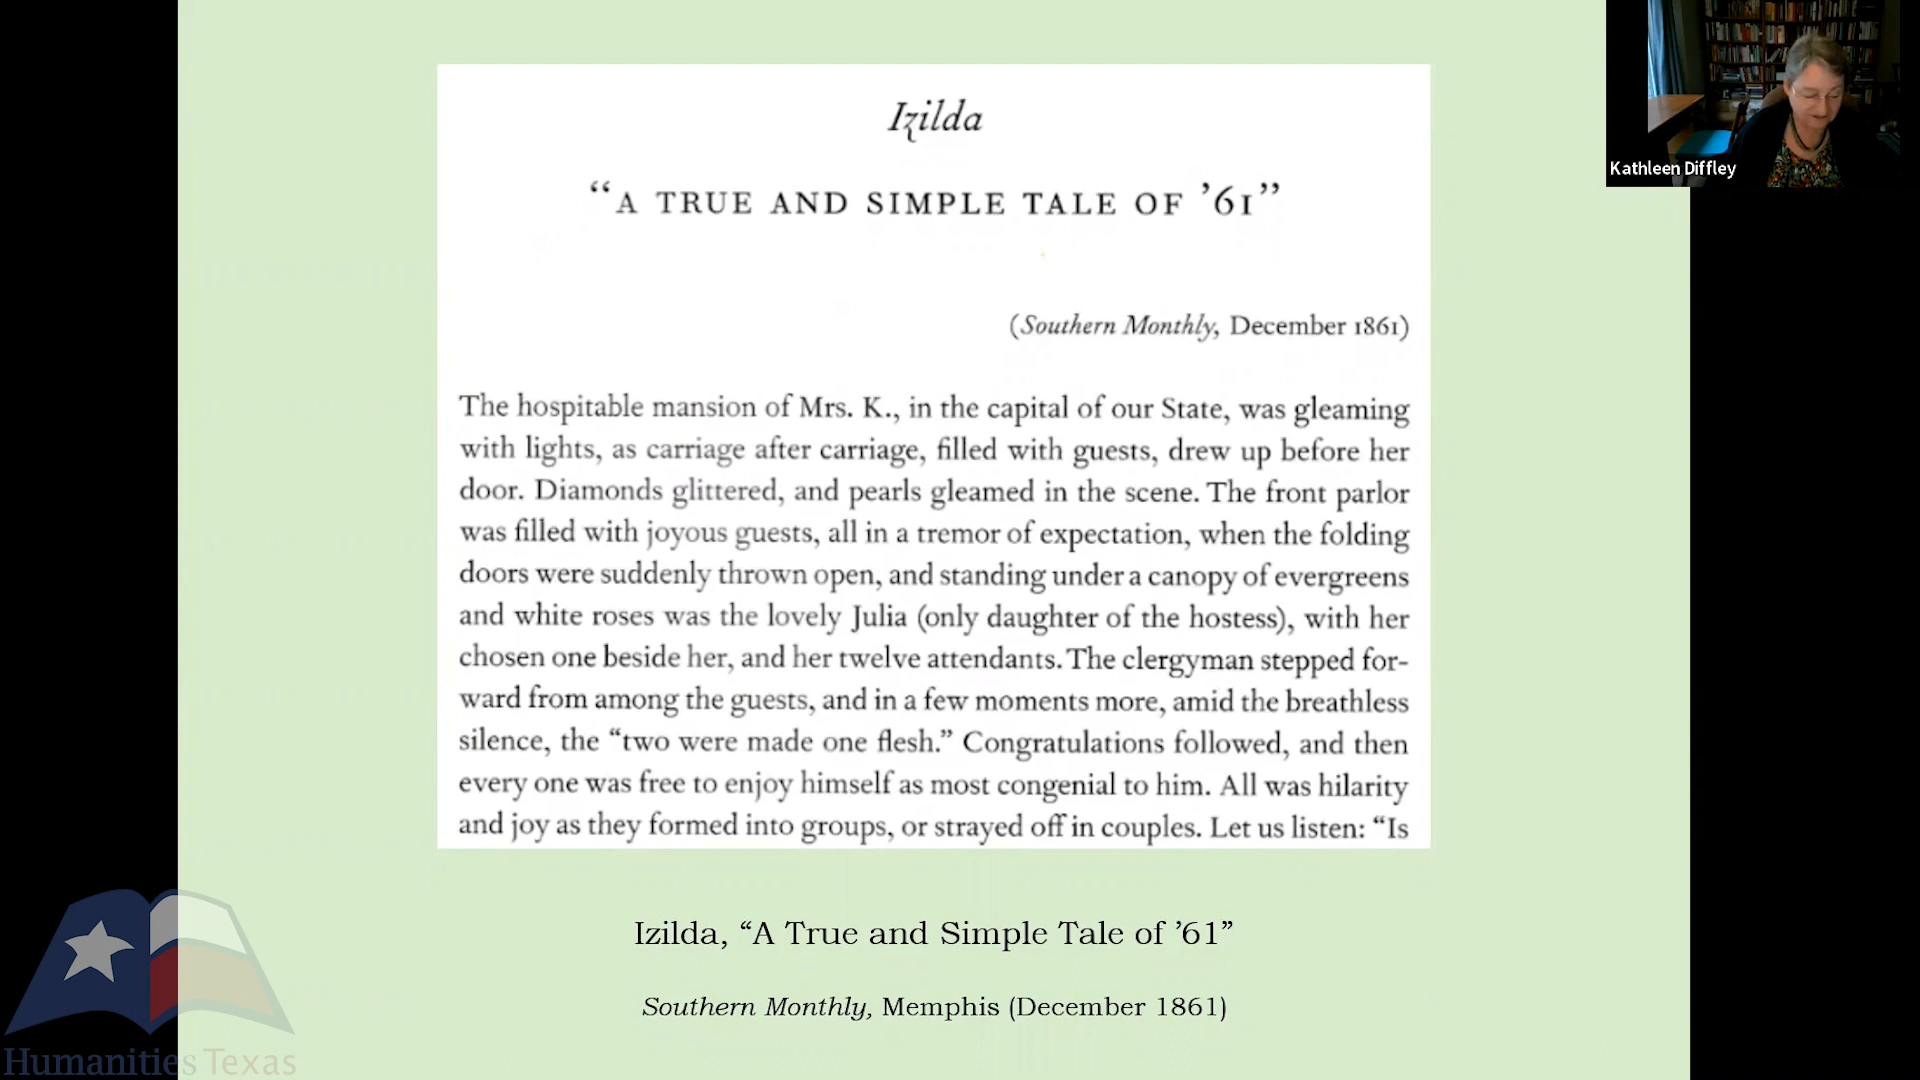 Izilda
“A TRUE AND SIMPLE TALE OF ’61”
(Southern Monthly, December 1861)
The hospitable mansion of Mrs. K., in the capital of our State, was gleaming
with lights, as carriage after carriage, filled with guests, drew up before her
door. Diamonds glittered, and pearls gleamed in the scene. The front parlor
was filled with joyous guests, all in a tremor of expectation, when the folding
doors were suddenly thrown open, and standing under a canopy of evergreens
and white roses was the lovely Julia (only daughter of the hostess), with her
chosen one beside her, and her twelve attendants. The clergyman stepped for-
ward from among the guests, and in a few moments more, amid the breathless
silence, the “two were made one flesh.” Congratulations followed, and then
every one was free to enjoy himself as most congenial to him. All was hilarity
and joy as they formed into groups, or strayed off in couples. Let us listen: “Is
Izilda, “A True and Simple Tale of ’61”
Southern Monthly, Memphis (December 1861)
Kathleen Diffley
Humanities Texas